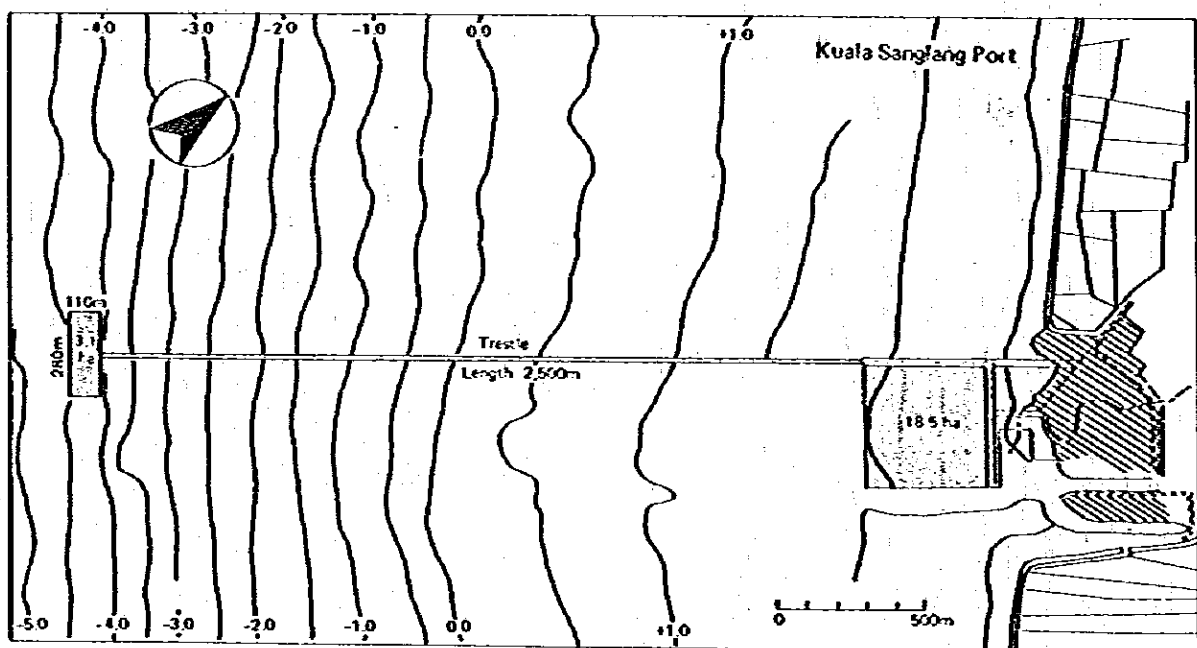 -4.0 -3.0 -2.0 -1.0 0.0 +1.0
Kuala Sanglang Port
110m
280m
3.1
ha
Trestle
Length 2,500m
18.5 ha
-5.0 -4.0 -3.0 -2.0 -1.0 0.0 +1.0
0 500m